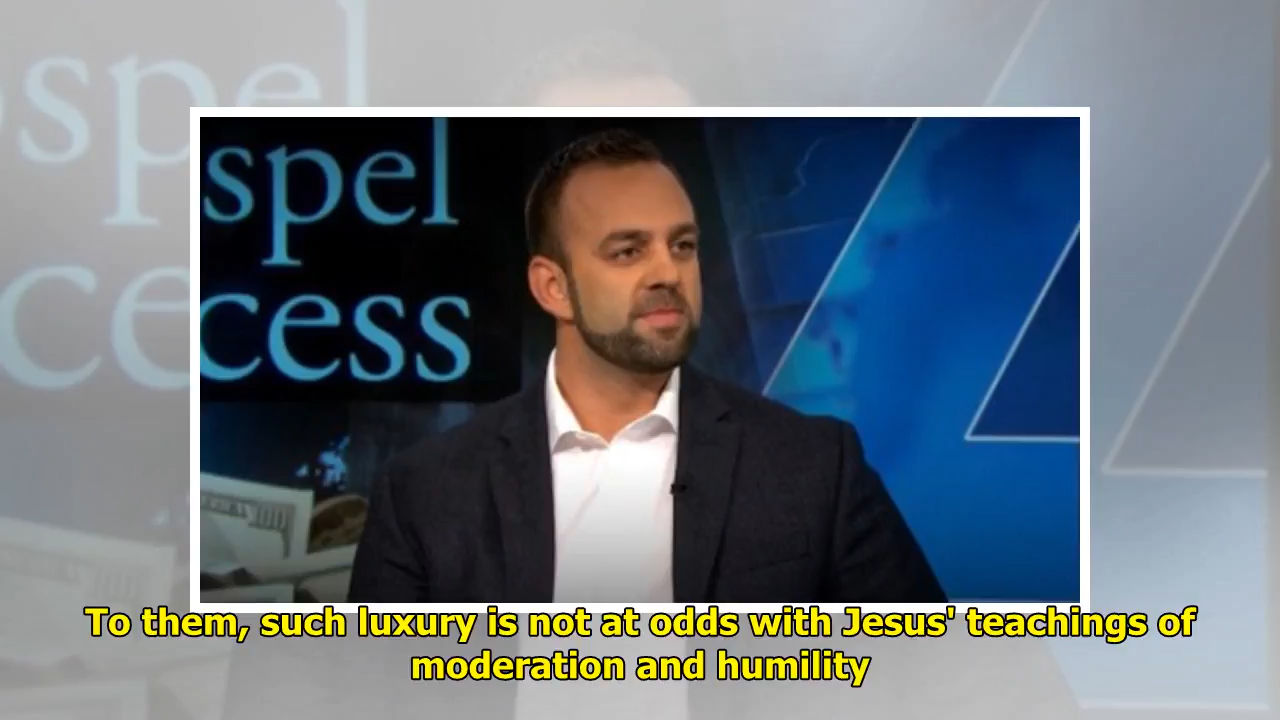 spel
cess
To them, such luxury is not at odds with Jesus' teachings of
moderation and humility